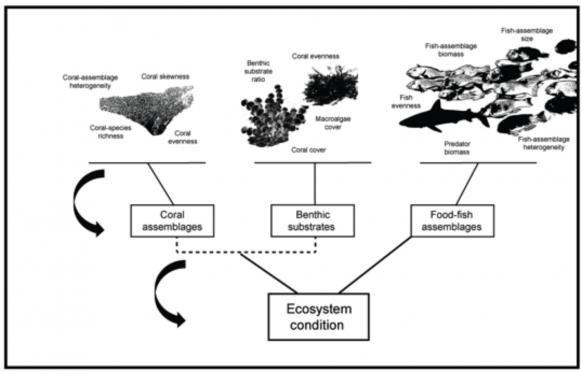 Coral-assemblage
heterogeneity
Coral skewness
Coral-species
richness
Coral
evenness
Benthic
substrate
ratio
Coral evenness
Macroalgae
cover
Coral cover
Fish-assemblage
biomass
Fish-assemblage
size
Fish
evenness
Predator
biomass
Fish-assemblage
heterogeneity
Coral
assemblages
Benthic
substrates
Food-fish
assemblages
Ecosystem
condition